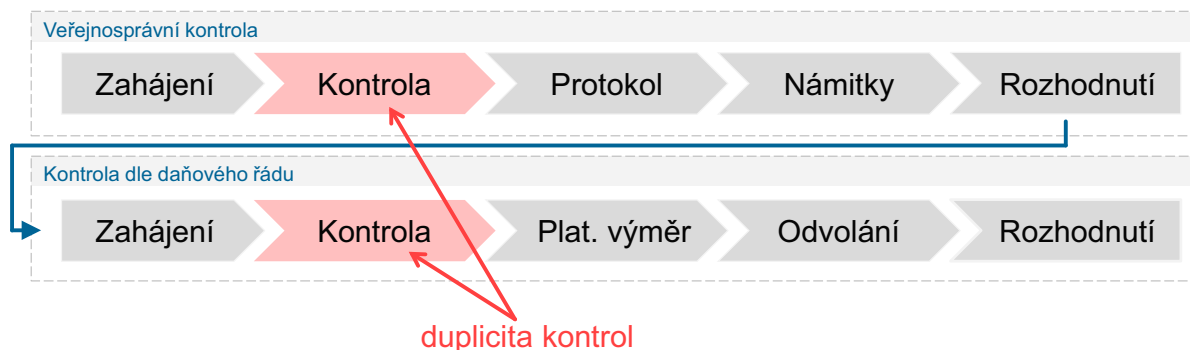 Veřejnosprávní kontrola
Zahájení Kontrola Protokol Námitky Rozhodnutí
Kontrola dle daňového řádu
Zahájení Kontrola Plat. výměr Odvolání Rozhodnutí
duplicita kontrol